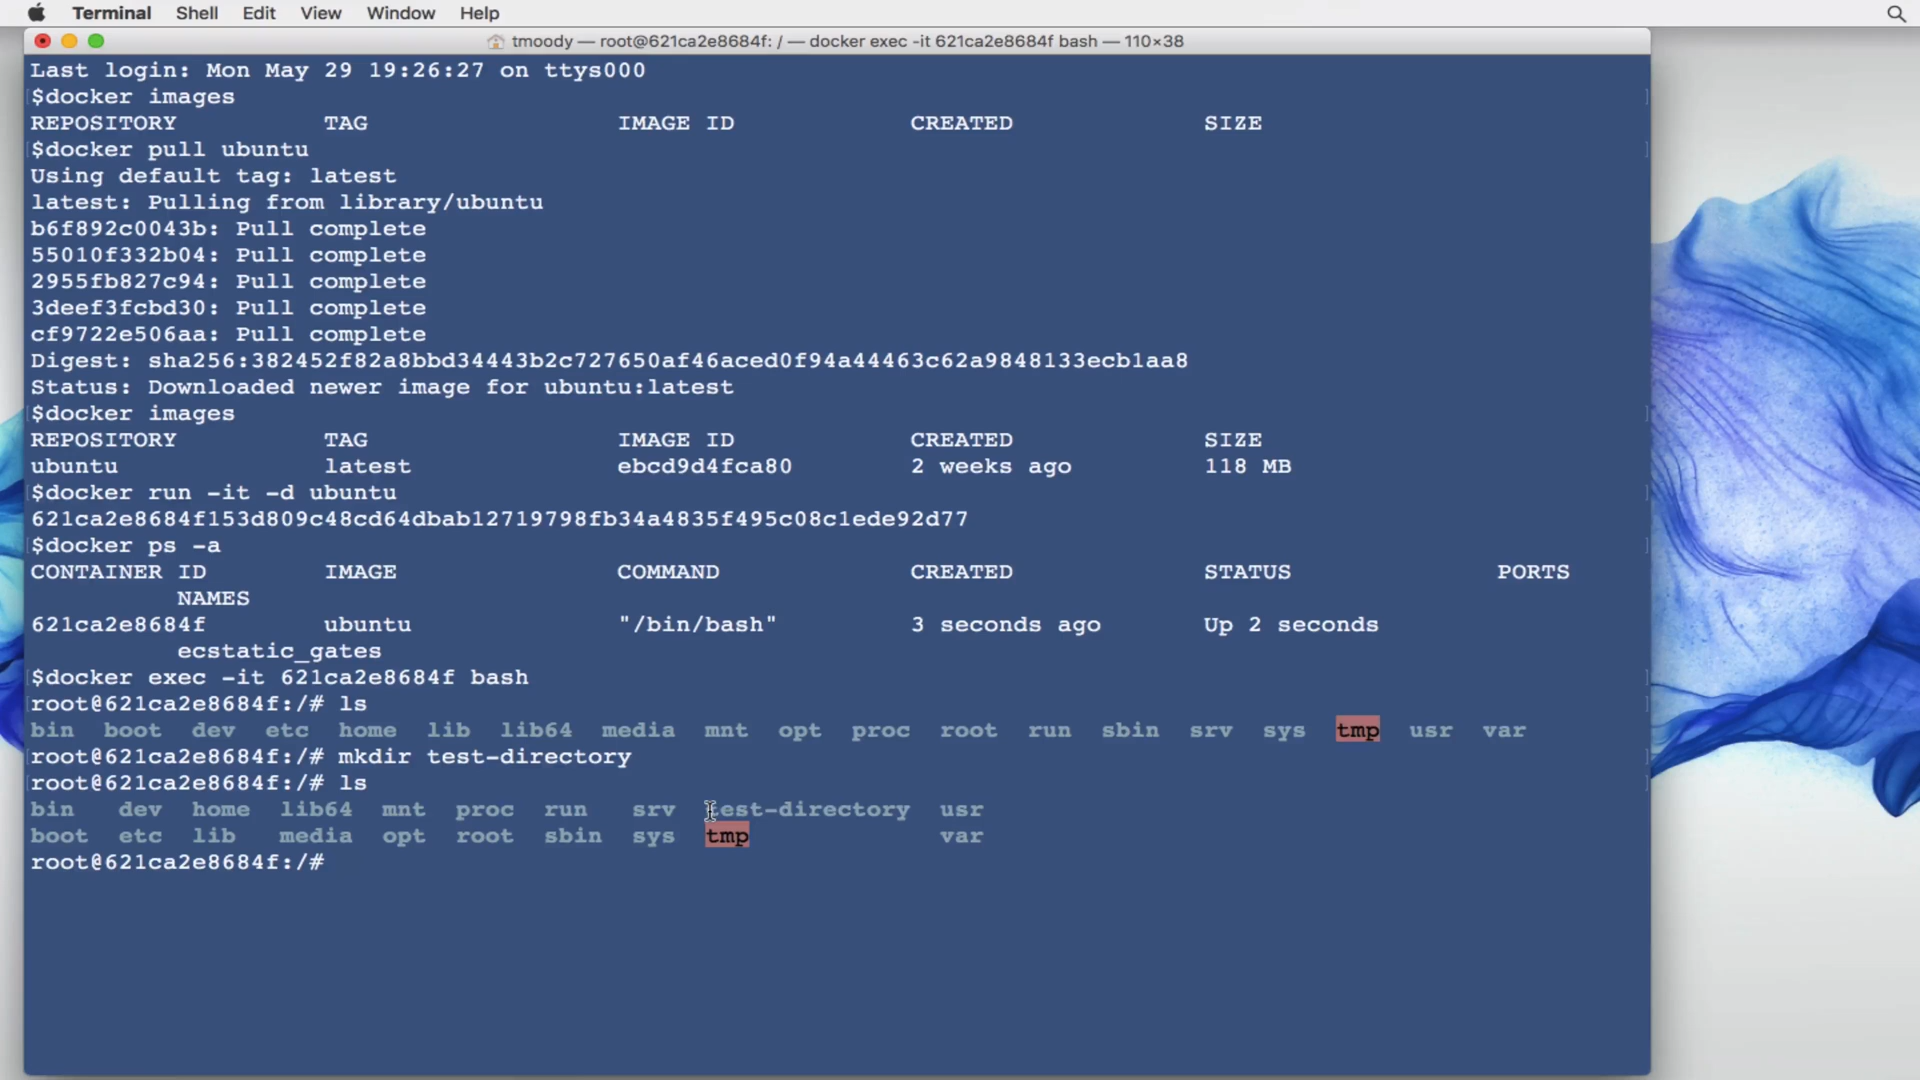 Terminal Shell Edit View Window Help
tmoody — root@621ca2e8684f: / — docker exec -it 621ca2e8684f bash — 110×38
Last login: Mon May 29 19:26:27 on ttys000
$docker images
REPOSITORY TAG IMAGE ID CREATED SIZE
$docker pull ubuntu
Using default tag: latest
latest: Pulling from library/ubuntu
b6f892c0043b: Pull complete
55010f332b04: Pull complete
2955fb827c94: Pull complete
3deef3fcbd30: Pull complete
cf9722e506aa: Pull complete
Digest: sha256:382452f82a8bbd34443b2c727650af46aced0f94a44463c62a9848133ecb1aa8
Status: Downloaded newer image for ubuntu:latest
$docker images
REPOSITORY TAG IMAGE ID CREATED SIZE
ubuntu latest ebcd9d4fca80 2 weeks ago 118 MB
$docker run -it -d ubuntu
621ca2e8684f153d809c48cd64dbab12719798fb34a4835f495c08c1ede92d77
$docker ps -a
CONTAINER ID IMAGE COMMAND CREATED STATUS PORTS
NAMES
621ca2e8684f ubuntu "/bin/bash" 3 seconds ago Up 2 seconds
ecstatic_gates
$docker exec -it 621ca2e8684f bash
root@621ca2e8684f:/# ls
bin boot dev etc home lib lib64 media mnt opt proc root run sbin srv sys tmp usr var
root@621ca2e8684f:/# mkdir test-directory
root@621ca2e8684f:/# ls
bin dev home lib64 mnt proc run srv test-directory usr
boot etc lib media opt root sbin sys tmp var
root@621ca2e8684f:/#